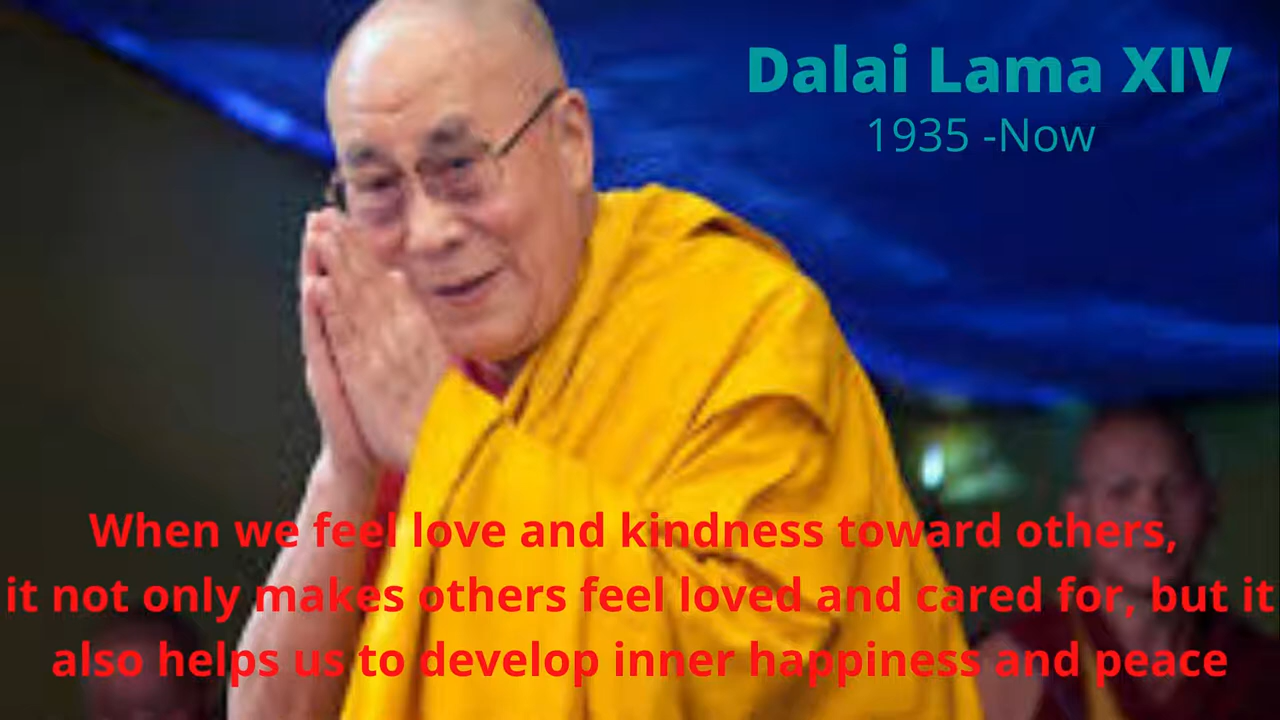 Dalai Lama XIV
1935 -Now
When we feel love and kindness toward others,
it not only makes others feel loved and cared for, but it
also helps us to develop inner happiness and peace